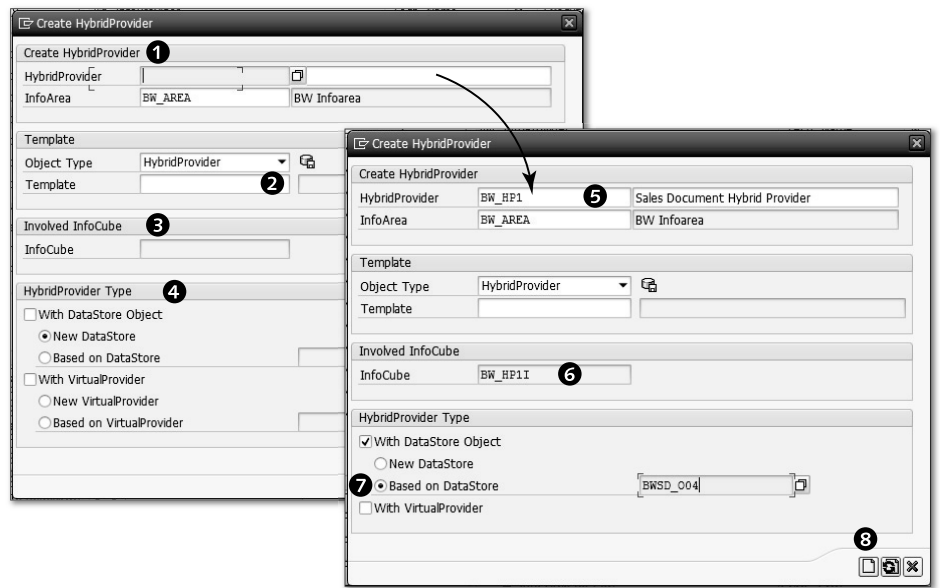 Create HybridProvider
Create HybridProvider 1
HybridProvider
InfoArea BW_AREA BW Infoarea
Template
Object Type HybridProvider
Template 2
Involved InfoCube 3
InfoCube
HybridProvider Type 4
With DataStore Object
New DataStore
Based on DataStore
With VirtualProvider
New VirtualProvider
Based on VirtualProvider
Create HybridProvider
Create HybridProvider
HybridProvider BW_HP1 5 Sales Document Hybrid Provider
InfoArea BW_AREA BW Infoarea
Template
Object Type HybridProvider
Template
Involved InfoCube
InfoCube BW_HP1I 6
HybridProvider Type
With DataStore Object
New DataStore
7 Based on DataStore BWSD_O04
With VirtualProvider
8